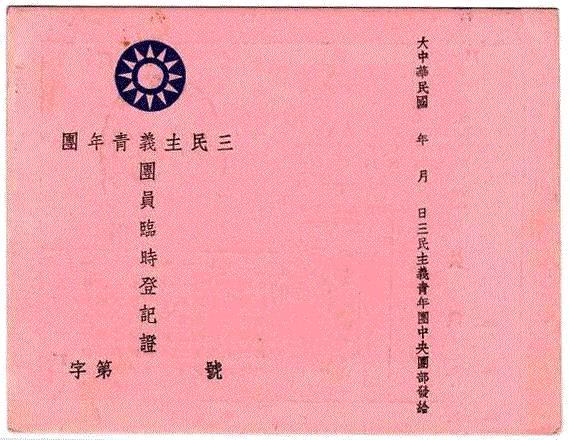 大中華民國 年 月 日三民主義青年團中央團部發給
三民主義青年團
團員臨時登記證
字第 號